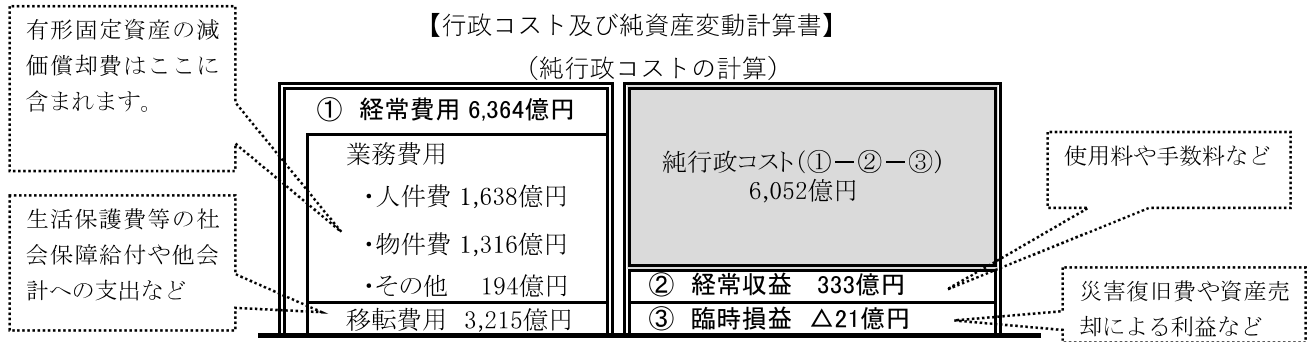 【行政コスト及び純資産変動計算書】
(純行政コストの計算)
有形固定資産の減
価償却費はここに
含まれます。
生活保護費等の社
会保障給付や他会
計への支出など
① 経常費用 6,364億円
業務費用
・人件費 1,638億円
・物件費 1,316億円
・その他 194億円
移転費用 3,215億円
純行政コスト(①－②－③)
6,052億円
② 経常収益 333億円
③ 臨時損益 △21億円
使用料や手数料など
災害復旧費や資産売
却による利益など